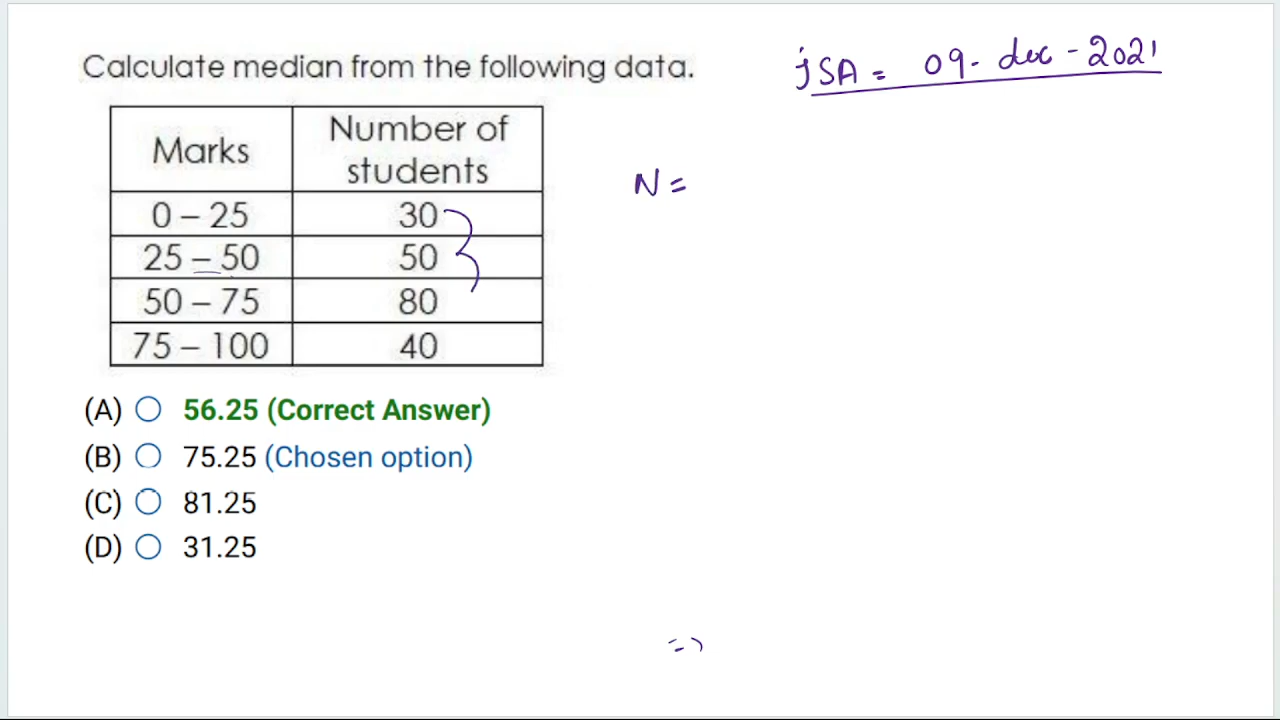 Calculate median from the following data.
jSA = 09 - dec - 2021
Marks Number of students
0 – 25 30
25 – 50 50
50 – 75 80
75 – 100 40
N =
(A) 56.25 (Correct Answer)
(B) 75.25 (Chosen option)
(C) 81.25
(D) 31.25